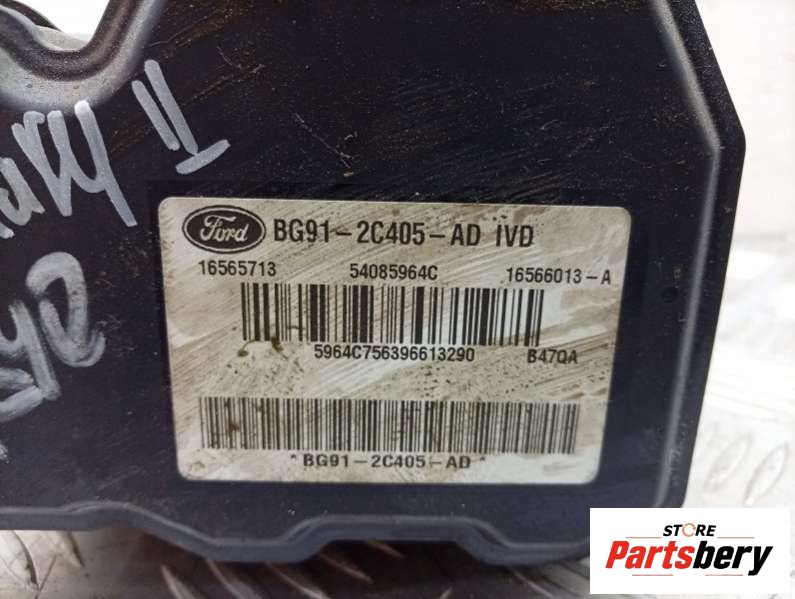 Ford BG91-2C405-AD IVD
16565713 54085964C 16566013-A
5964C756396613290 B47QA
*BG91-2C405-AD*
STORE
Partsbery